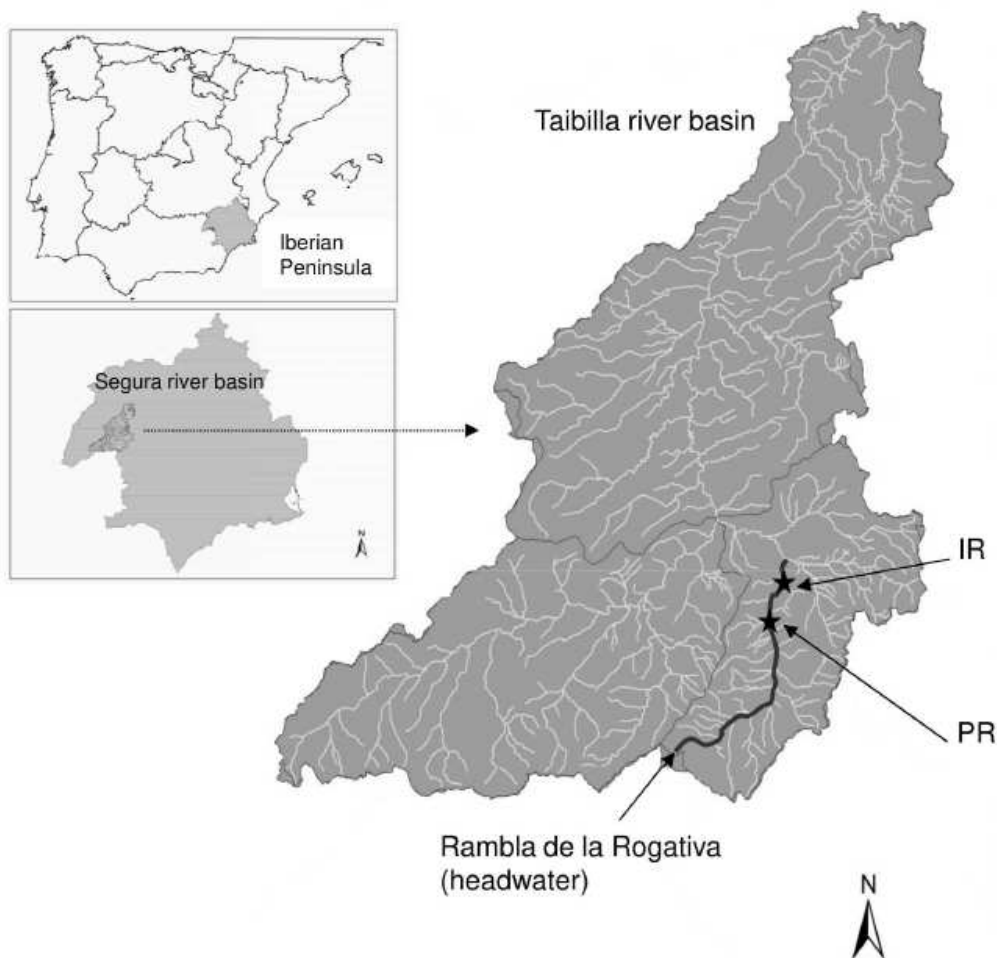 Taibilla river basin
Iberian
Peninsula
Segura river basin
N
IR
PR
Rambla de la Rogativa
(headwater)
N